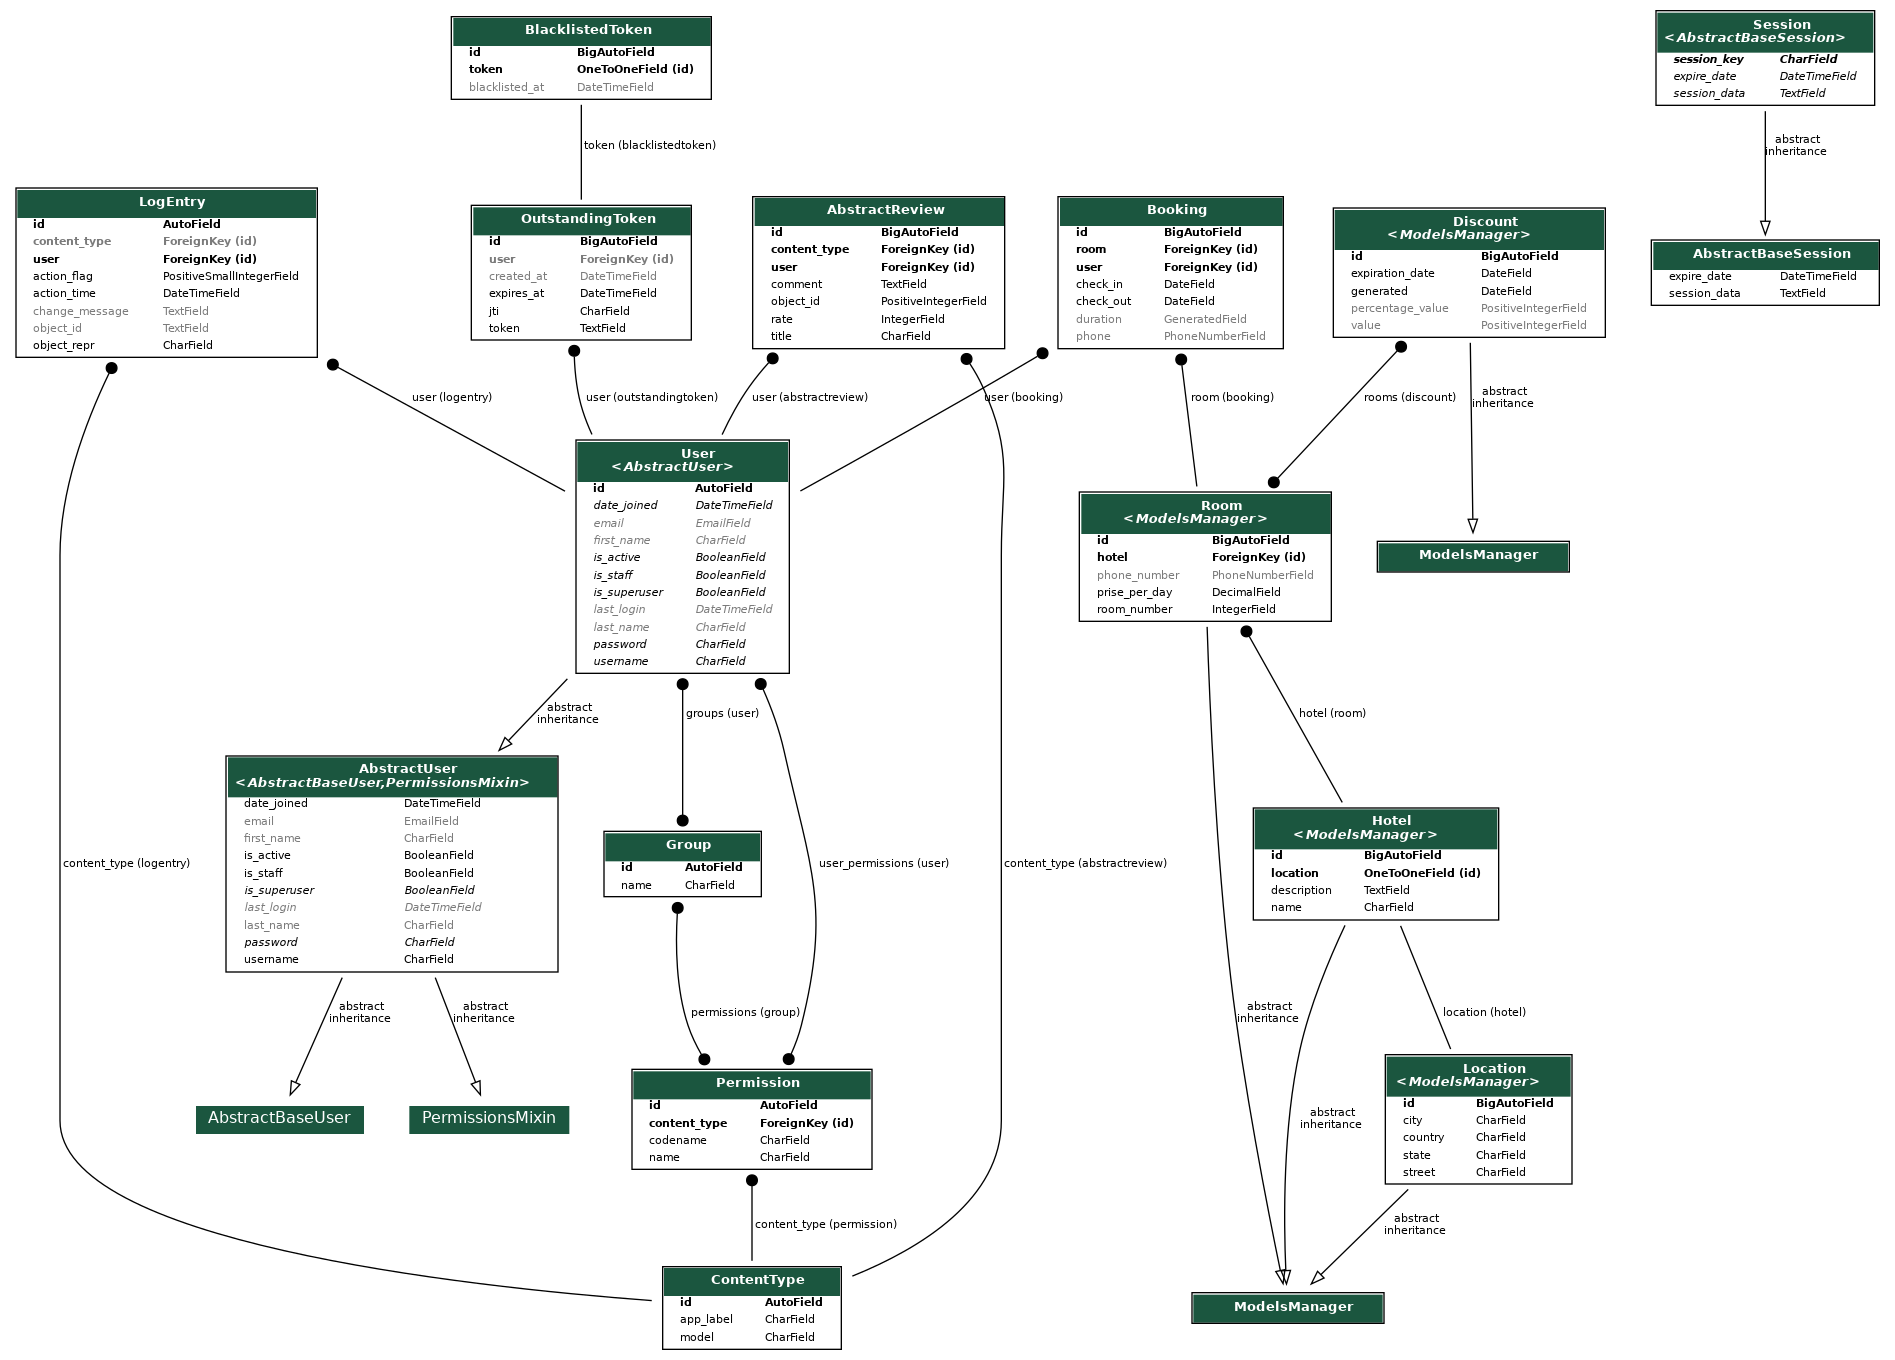 BlacklistedToken
id BigAutoField
token OneToOneField (id)
blacklisted_at DateTimeField
token (blacklistedtoken)
Session
<AbstractBaseSession>
session_key CharField
expire_date DateTimeField
session_data TextField
abstract
inheritance
AbstractBaseSession
expire_date DateTimeField
session_data TextField
LogEntry
id AutoField
content_type ForeignKey (id)
user ForeignKey (id)
action_flag PositiveSmallIntegerField
action_time DateTimeField
change_message TextField
object_id TextField
object_repr CharField
OutstandingToken
id BigAutoField
user ForeignKey (id)
created_at DateTimeField
expires_at DateTimeField
jti CharField
token TextField
AbstractReview
id BigAutoField
content_type ForeignKey (id)
user ForeignKey (id)
comment TextField
object_id PositiveIntegerField
rate IntegerField
title CharField
Booking
id BigAutoField
room ForeignKey (id)
user ForeignKey (id)
check_in DateField
check_out DateField
duration GeneratedField
phone PhoneNumberField
Discount
<ModelsManager>
id BigAutoField
expiration_date DateField
generated DateField
percentage_value PositiveIntegerField
value PositiveIntegerField
user (logentry)
user (outstandingtoken)
user (abstractreview)
user (booking)
room (booking)
rooms (discount)
abstract
inheritance
User
<AbstractUser>
id AutoField
date_joined DateTimeField
email EmailField
first_name CharField
is_active BooleanField
is_staff BooleanField
is_superuser BooleanField
last_login DateTimeField
last_name CharField
password CharField
username CharField
Room
<ModelsManager>
id BigAutoField
hotel ForeignKey (id)
phone_number PhoneNumberField
prise_per_day DecimalField
room_number IntegerField
ModelsManager
abstract
inheritance
groups (user)
hotel (room)
AbstractUser
<AbstractBaseUser,PermissionsMixin>
date_joined DateTimeField
email EmailField
first_name CharField
is_active BooleanField
is_staff BooleanField
is_superuser BooleanField
last_login DateTimeField
last_name CharField
password CharField
username CharField
Group
id AutoField
name CharField
content_type (logentry)
user_permissions (user)
content_type (abstractreview)
Hotel
<ModelsManager>
id BigAutoField
location OneToOneField (id)
description TextField
name CharField
abstract
inheritance
abstract
inheritance
permissions (group)
abstract
inheritance
location (hotel)
AbstractBaseUser
PermissionsMixin
Permission
id AutoField
content_type ForeignKey (id)
codename CharField
name CharField
abstract
inheritance
Location
<ModelsManager>
id BigAutoField
city CharField
country CharField
state CharField
street CharField
content_type (permission)
abstract
inheritance
ContentType
id AutoField
app_label CharField
model CharField
ModelsManager